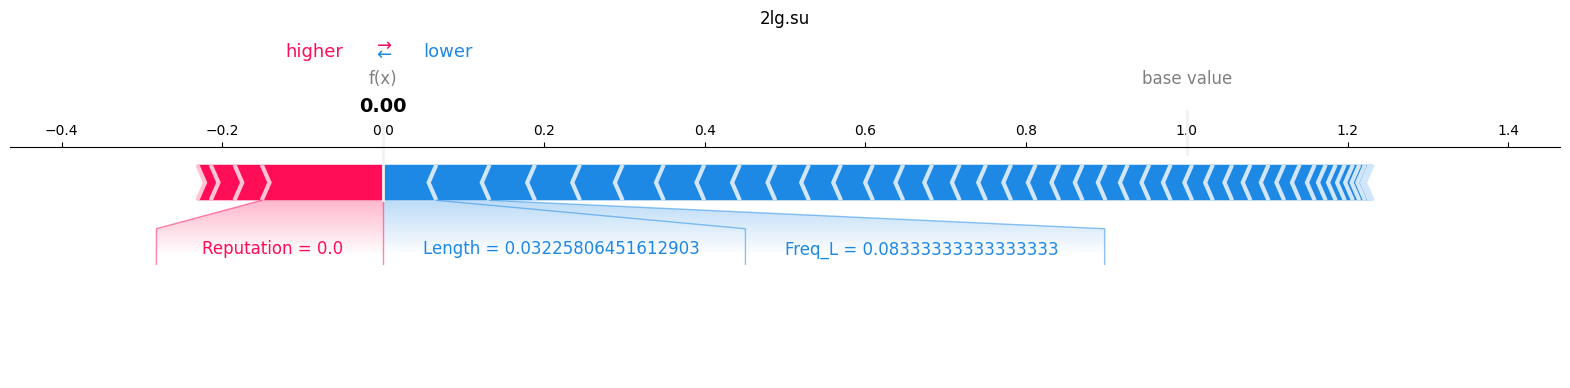 2lg.su
higher ⇄ lower
f(x) base value
0.00
−0.4 −0.2 0.0 0.2 0.4 0.6 0.8 1.0 1.2 1.4
Reputation = 0.0 Length = 0.03225806451612903 Freq_L = 0.08333333333333333